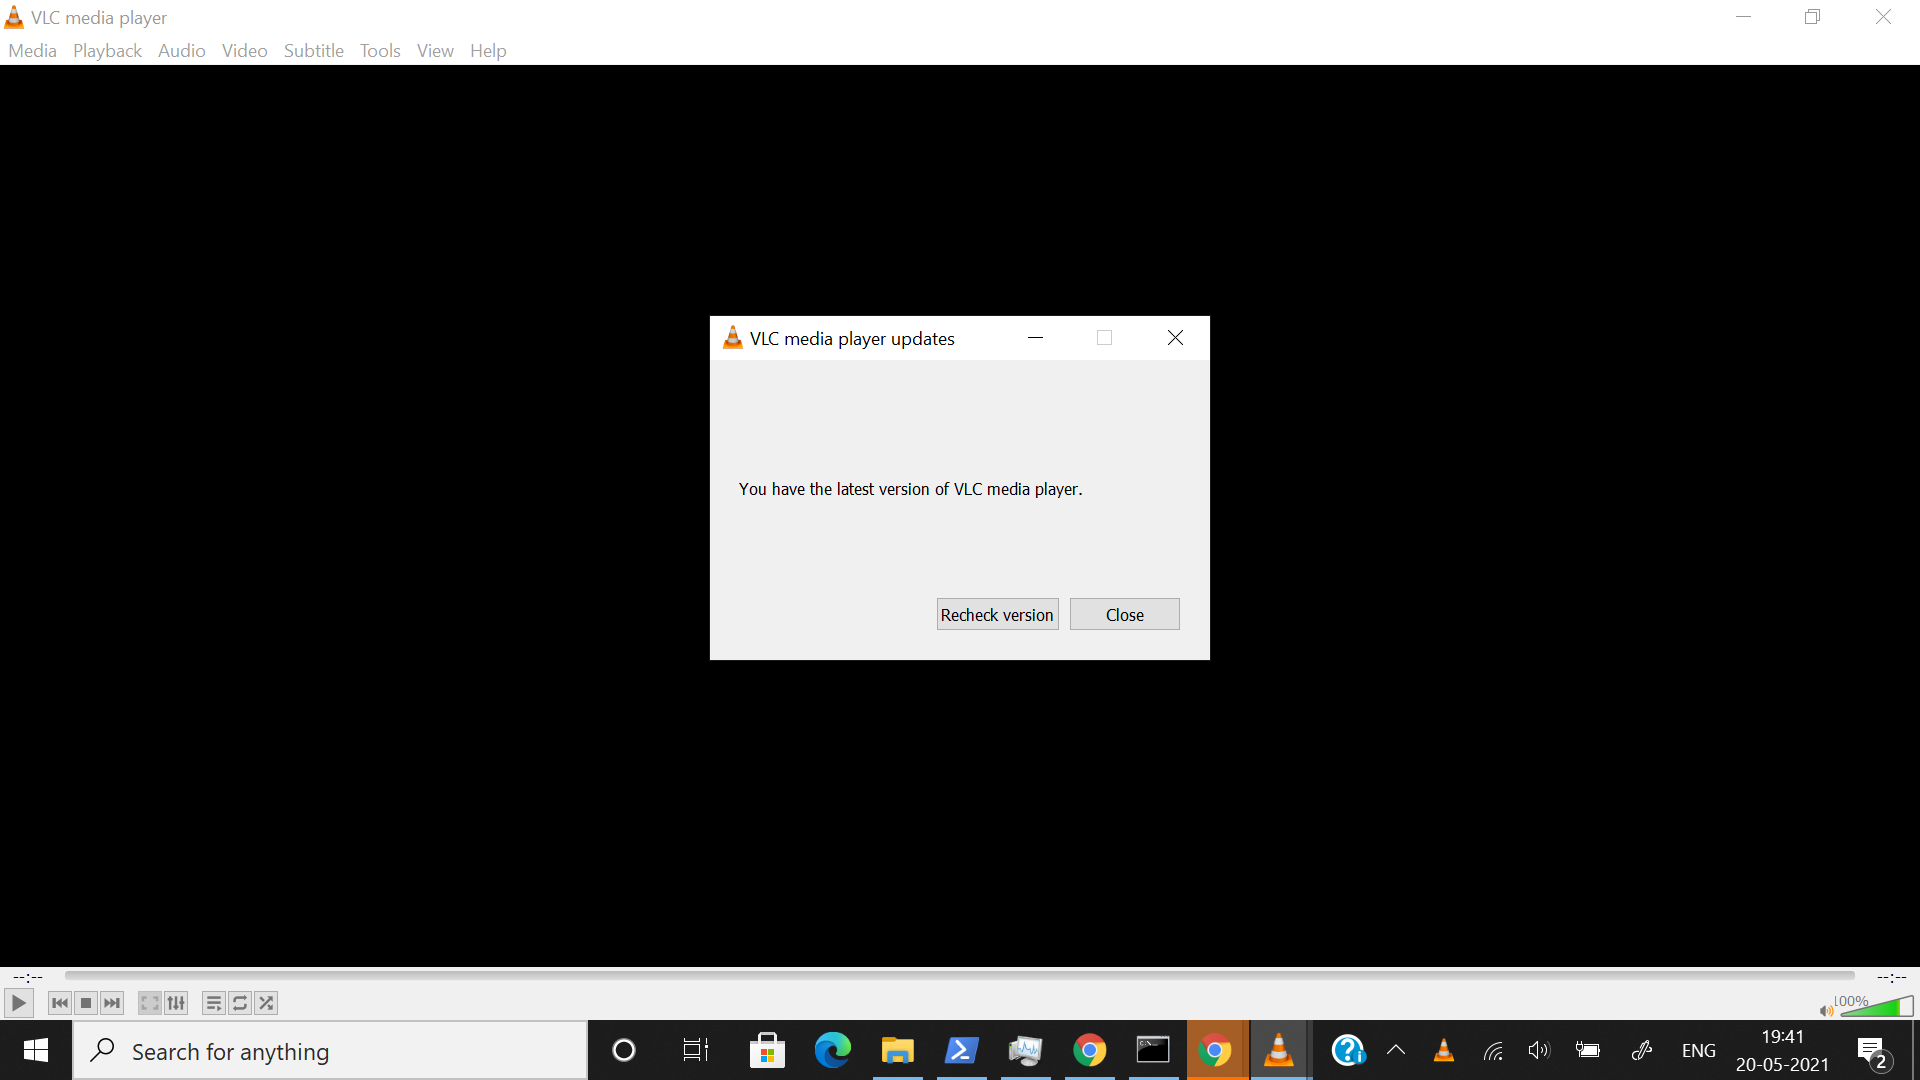 VLC media player
Media Playback Audio Video Subtitle Tools View Help
VLC media player updates
You have the latest version of VLC media player.
Recheck version Close
--:-- --:--
100%
Search for anything
ENG
19:41
20-05-2021
2